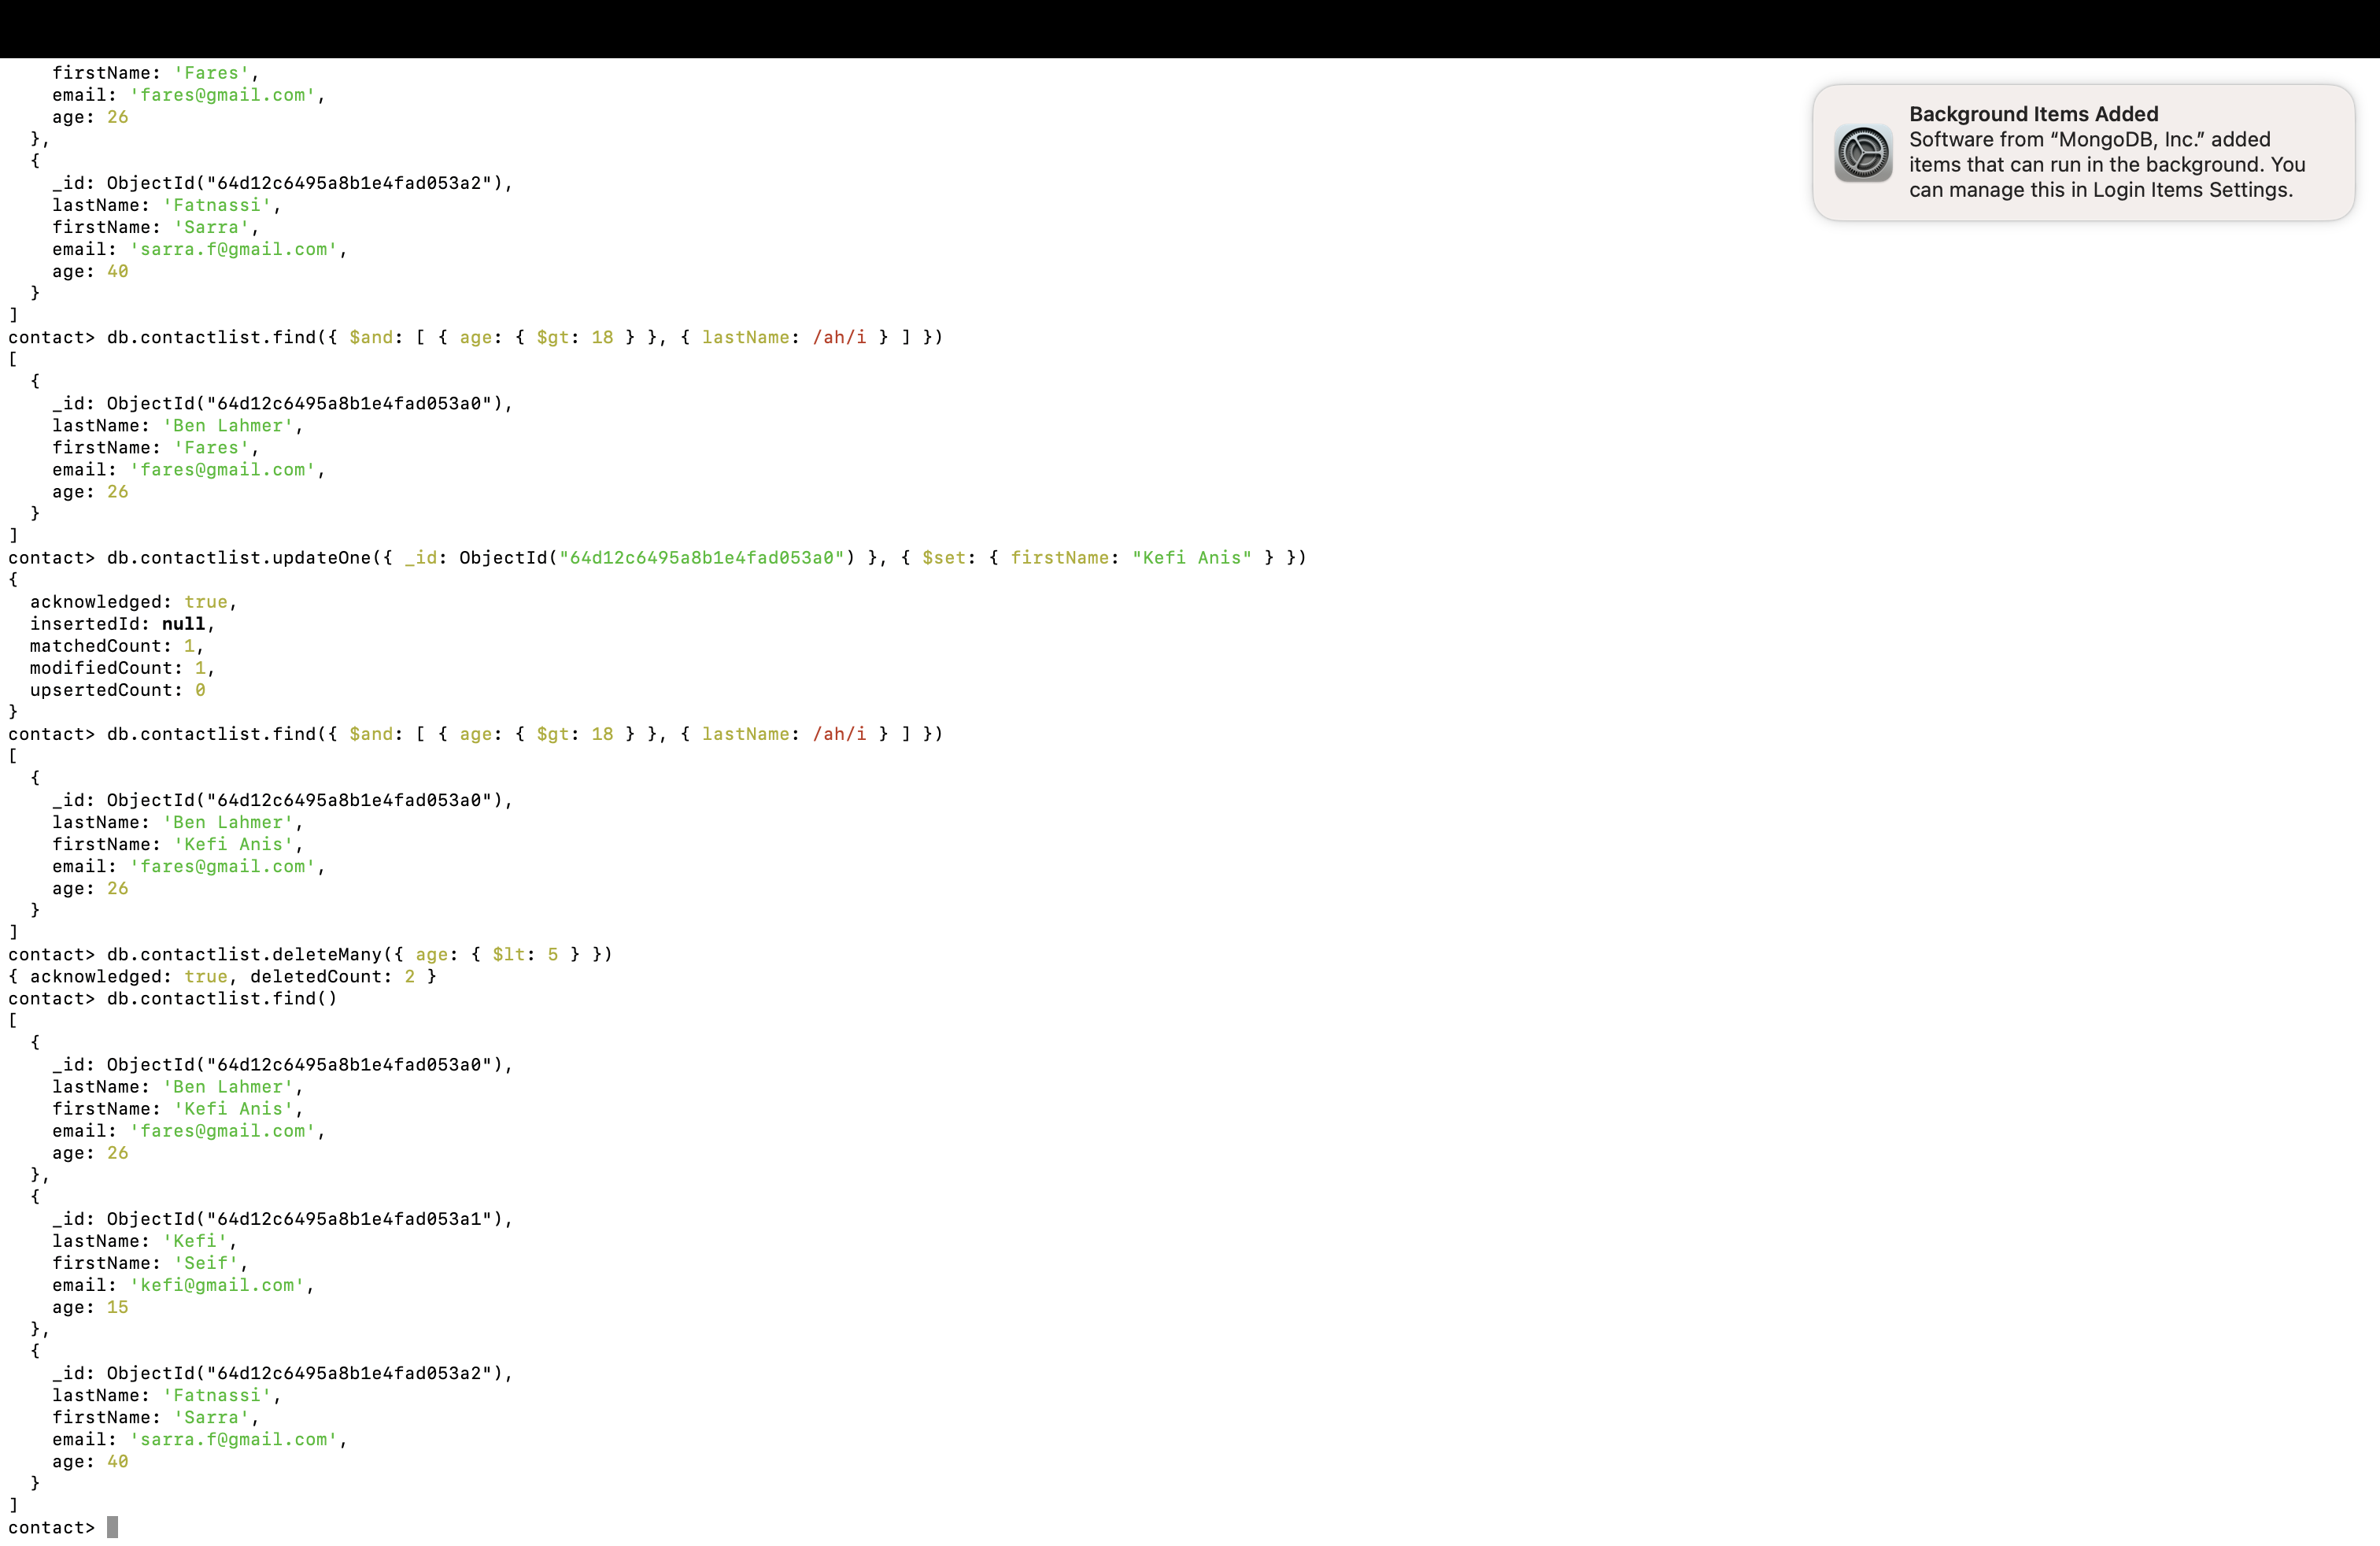 firstName: 'Fares',
    email: 'fares@gmail.com',
    age: 26
  },
  {
    _id: ObjectId("64d12c6495a8b1e4fad053a2"),
    lastName: 'Fatnassi',
    firstName: 'Sarra',
    email: 'sarra.f@gmail.com',
    age: 40
  }
]
contact> db.contactlist.find({ $and: [ { age: { $gt: 18 } }, { lastName: /ah/i } ] })
[
  {
    _id: ObjectId("64d12c6495a8b1e4fad053a0"),
    lastName: 'Ben Lahmer',
    firstName: 'Fares',
    email: 'fares@gmail.com',
    age: 26
  }
]
contact> db.contactlist.updateOne({ _id: ObjectId("64d12c6495a8b1e4fad053a0") }, { $set: { firstName: "Kefi Anis" } })
{
  acknowledged: true,
  insertedId: null,
  matchedCount: 1,
  modifiedCount: 1,
  upsertedCount: 0
}
contact> db.contactlist.find({ $and: [ { age: { $gt: 18 } }, { lastName: /ah/i } ] })
[
  {
    _id: ObjectId("64d12c6495a8b1e4fad053a0"),
    lastName: 'Ben Lahmer',
    firstName: 'Kefi Anis',
    email: 'fares@gmail.com',
    age: 26
  }
]
contact> db.contactlist.deleteMany({ age: { $lt: 5 } })
{ acknowledged: true, deletedCount: 2 }
contact> db.contactlist.find()
[
  {
    _id: ObjectId("64d12c6495a8b1e4fad053a0"),
    lastName: 'Ben Lahmer',
    firstName: 'Kefi Anis',
    email: 'fares@gmail.com',
    age: 26
  },
  {
    _id: ObjectId("64d12c6495a8b1e4fad053a1"),
    lastName: 'Kefi',
    firstName: 'Seif',
    email: 'kefi@gmail.com',
    age: 15
  },
  {
    _id: ObjectId("64d12c6495a8b1e4fad053a2"),
    lastName: 'Fatnassi',
    firstName: 'Sarra',
    email: 'sarra.f@gmail.com',
    age: 40
  }
]
contact>
Background Items Added
Software from “MongoDB, Inc.” added
items that can run in the background. You
can manage this in Login Items Settings.